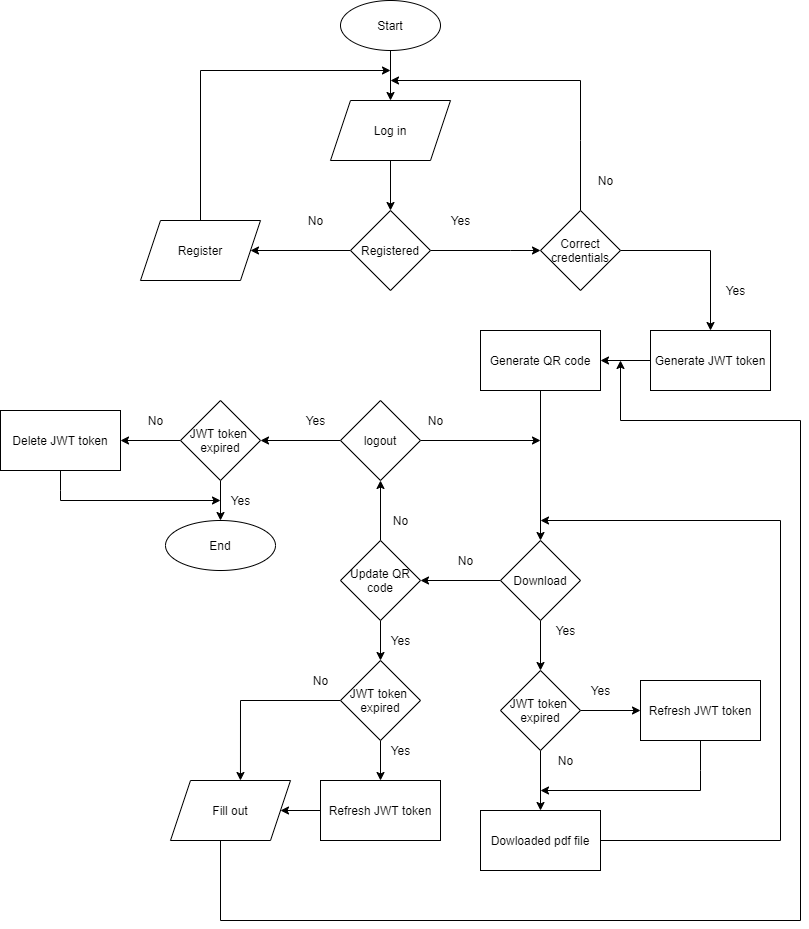 Start
Log in
No
No
Yes
Register
Registered
Correct
credentials
Yes
Generate QR code
Generate JWT token
No
Yes
No
Delete JWT token
JWT token
expired
logout
Yes
End
No
No
Update QR
code
Download
Yes
Yes
No
JWT token
expired
JWT token
expired
Yes
Refresh JWT token
Yes
No
Fill out
Refresh JWT token
Dowloaded pdf file